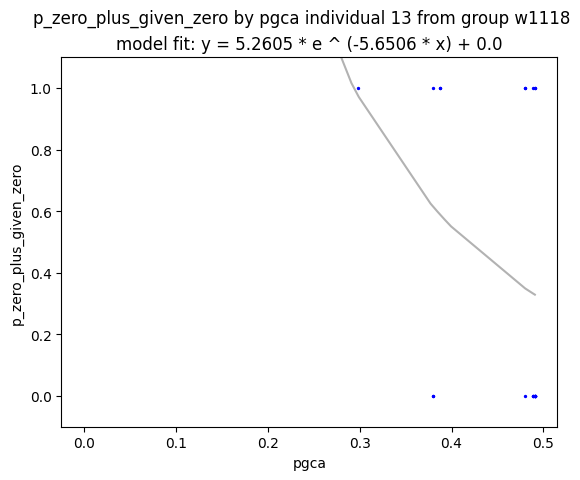 p_zero_plus_given_zero by pgca individual 13 from group w1118
model fit: y = 5.2605 * e ^ (-5.6506 * x) + 0.0
p_zero_plus_given_zero
1.0
0.8
0.6
0.4
0.2
0.0
0.0 0.1 0.2 0.3 0.4 0.5
pgca